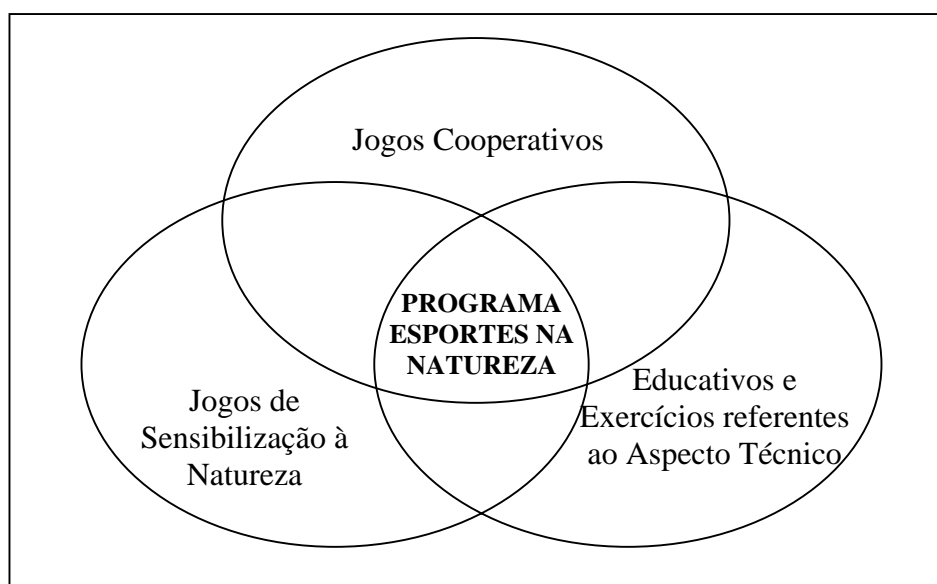 Jogos Cooperativos
PROGRAMA
ESPORTES NA
NATUREZA
Jogos de
Sensibilização à
Natureza
Educativos e
Exercícios referentes
ao Aspecto Técnico